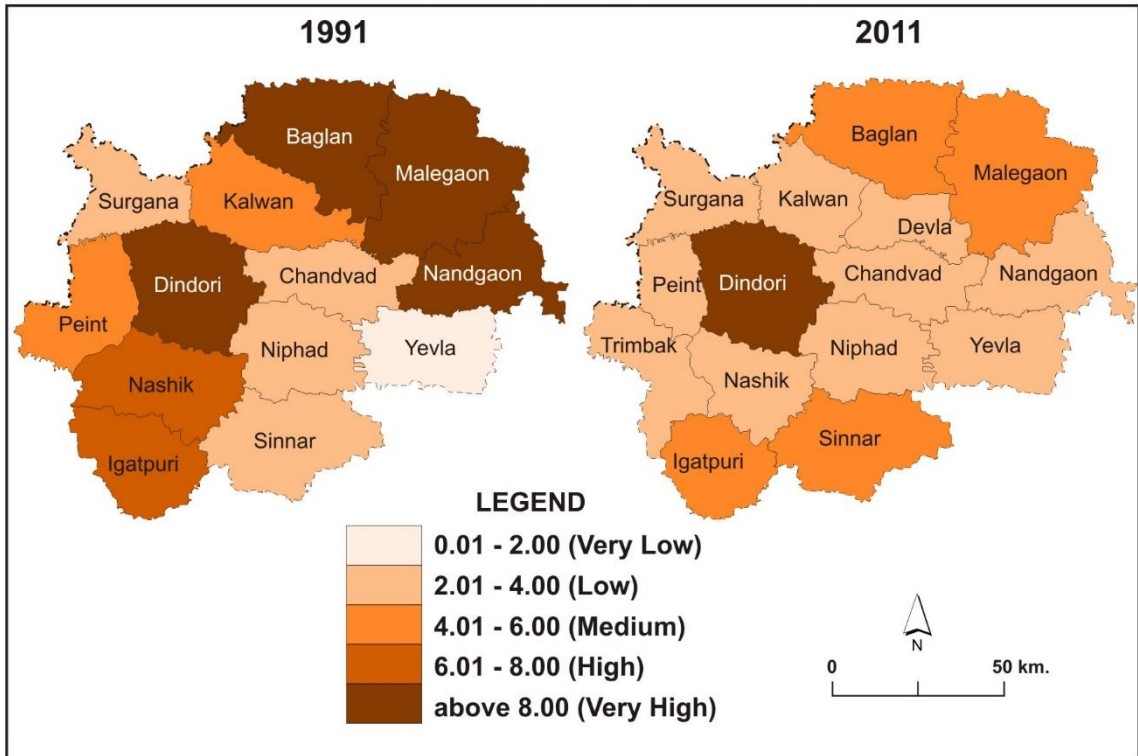 1991
Baglan
Malegaon
Surgana
Kalwan
Dindori
Chandvad
Nandgaon
Peint
Niphad
Yevla
Nashik
Sinnar
Igatpuri
2011
Baglan
Malegaon
Surgana
Kalwan
Devla
Peint
Dindori
Chandvad
Nandgaon
Trimbak
Niphad
Yevla
Nashik
Sinnar
Igatpuri
LEGEND
0.01 - 2.00 (Very Low)
2.01 - 4.00 (Low)
4.01 - 6.00 (Medium)
6.01 - 8.00 (High)
above 8.00 (Very High)
N
0 50 km.